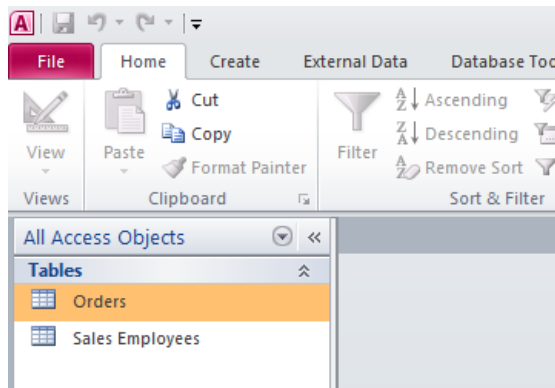 File Home Create External Data Database Too
Cut
Copy
Format Painter
View
Paste
Filter
Ascending
Descending
Remove Sort
Views Clipboard Sort & Filter
All Access Objects
Tables
Orders
Sales Employees